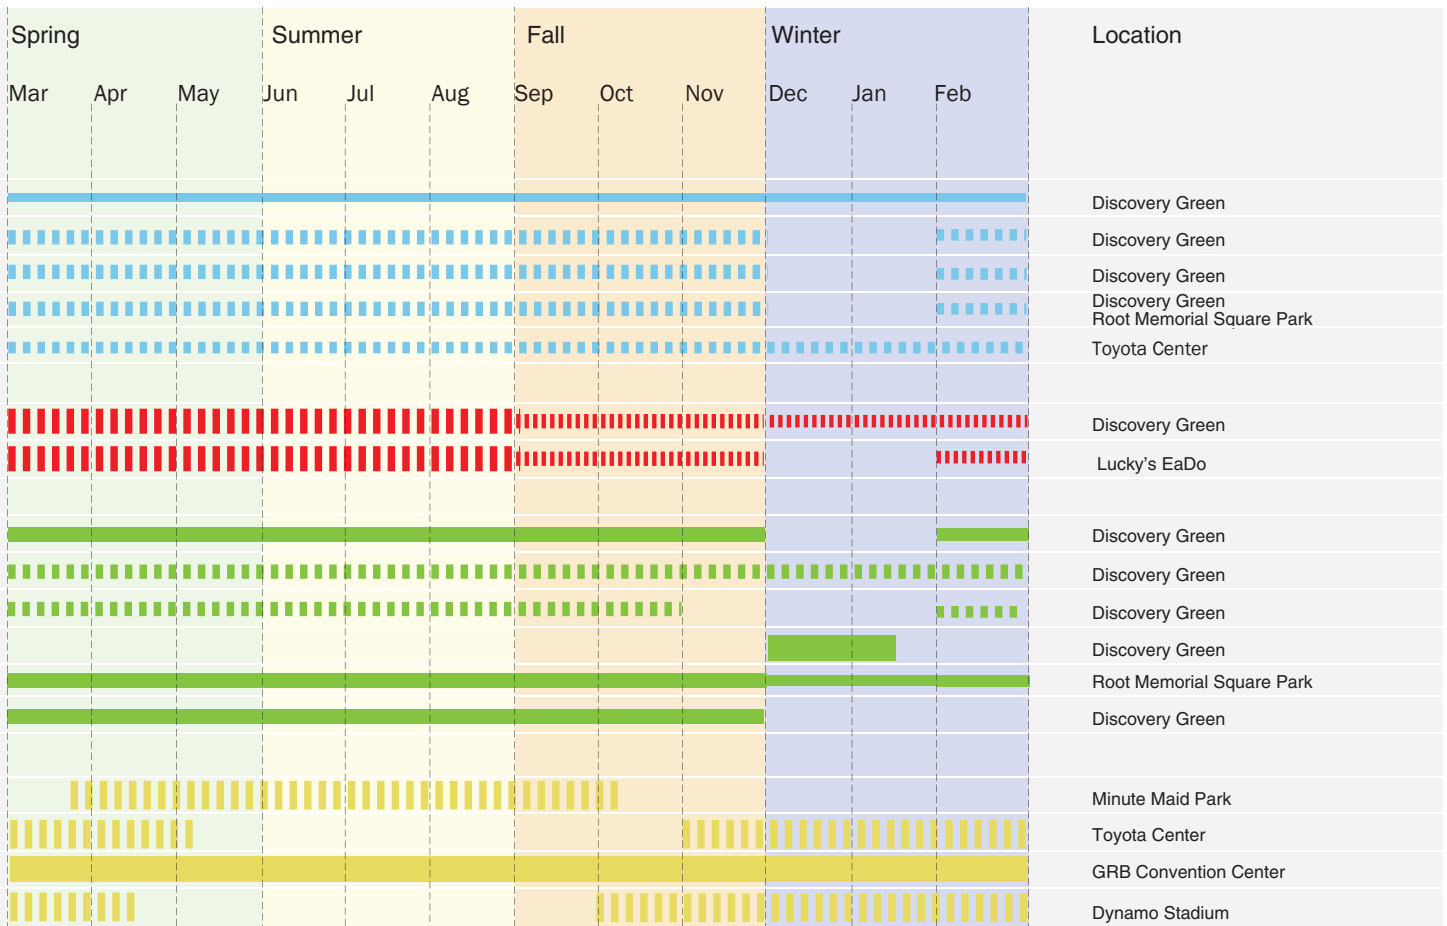 Spring Summer Fall Winter Location
Mar Apr May Jun Jul Aug Sep Oct Nov Dec Jan Feb
Discovery Green
Discovery Green
Discovery Green
Discovery Green
Root Memorial Square Park
Toyota Center
Discovery Green
Lucky's EaDo
Discovery Green
Discovery Green
Discovery Green
Discovery Green
Root Memorial Square Park
Discovery Green
Minute Maid Park
Toyota Center
GRB Convention Center
Dynamo Stadium